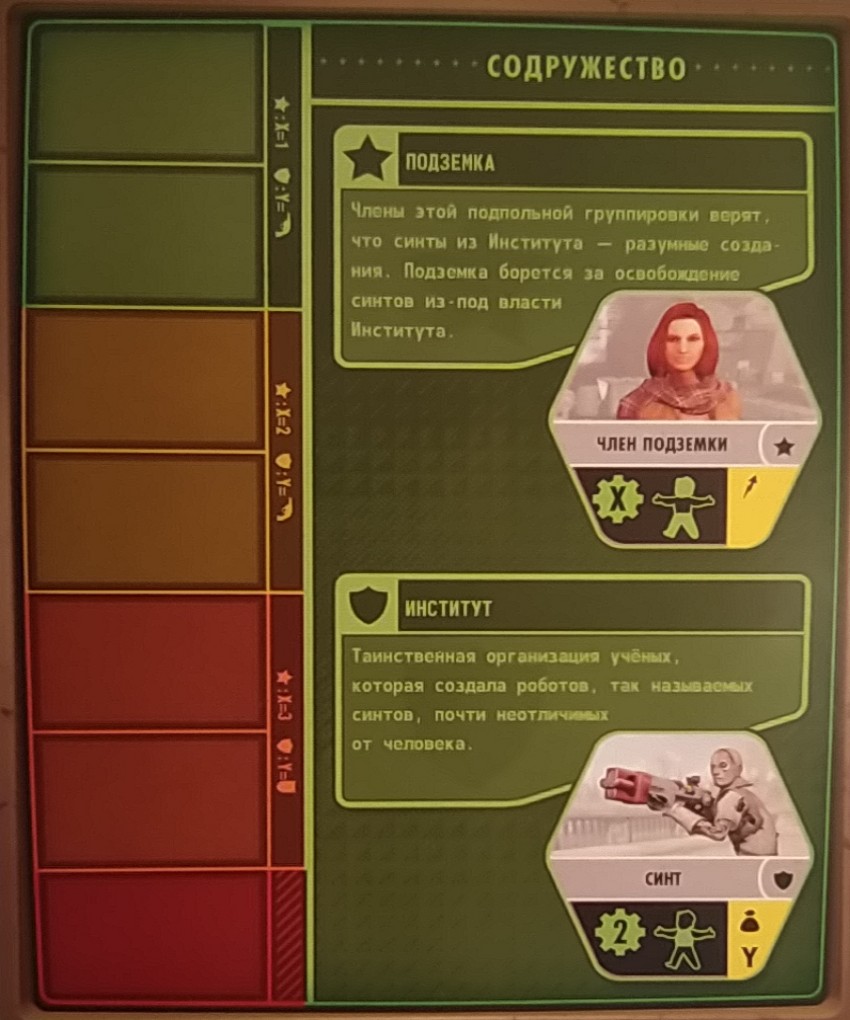 СОДРУЖЕСТВО
ПОДЗЕМКА
Члены этой подпольной группировки верят,
что синты из Института — разумные созда-
ния. Подземка борется за освобождение
синтов из-под власти
Института.
ЧЛЕН ПОДЗЕМКИ
X
ИНСТИТУТ
Таинственная организация учёных,
которая создала роботов, так называемых
синтов, почти неотличимых
от человека.
СИНТ
2
Y
:X=1 :Y=
:X=2 :Y=
:X=3 :Y=